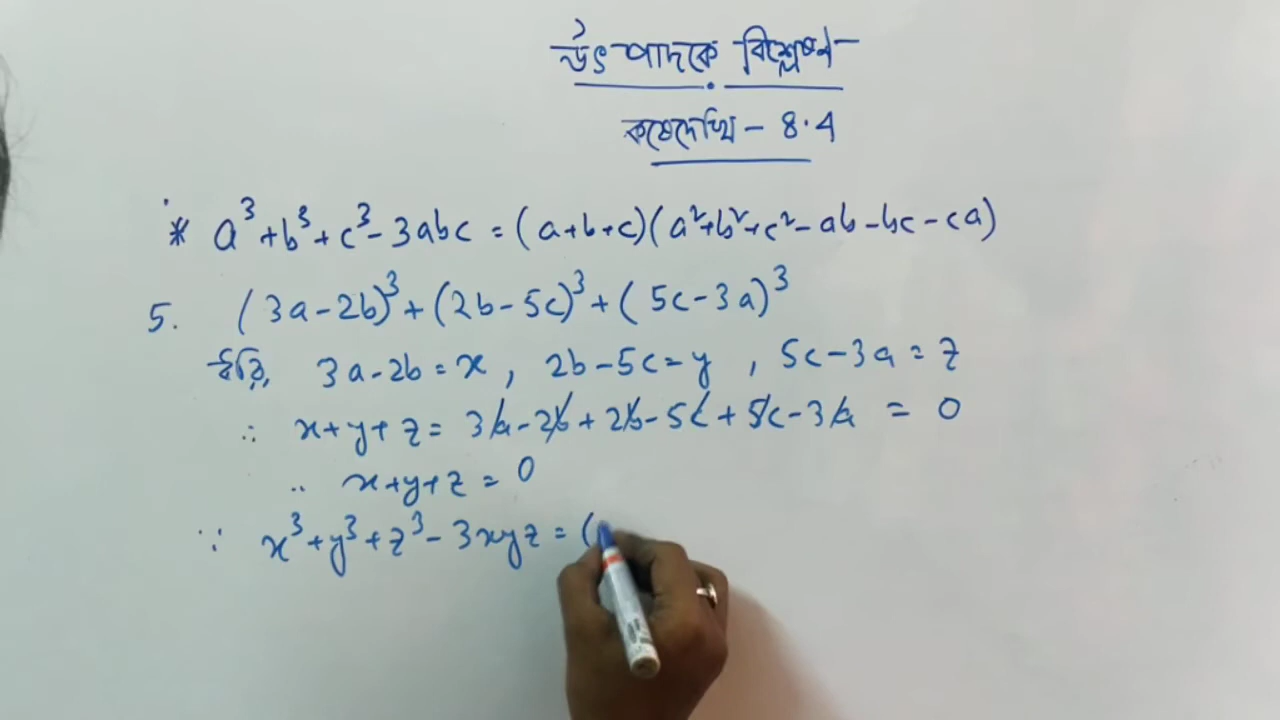 উৎপাদকে বিশ্লেষণ-
কষেদেখি - 8.4
* a³+b³+c³-3abc = (a+b+c)(a²+b²+c²-ab-bc-ca)
5. (3a-2b)³+(2b-5c)³+(5c-3a)³
ধরি, 3a-2b = x, 2b-5c = y, 5c-3a = z
∴ x+y+z = 3a-2b+2b-5c+5c-3a = 0
∴ x+y+z = 0
∵ x³+y³+z³-3xyz = (